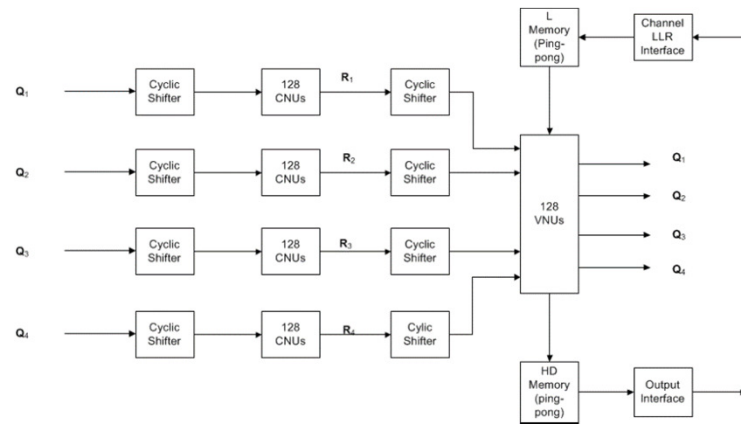 L
Memory
(Ping-
pong)
Channel
LLR
Interface
Q1
Cyclic
Shifter
128
CNUs
R1
Cyclic
Shifter
Q2
Cyclic
Shifter
128
CNUs
R2
Cyclic
Shifter
Q3
Cyclic
Shifter
128
CNUs
R3
Cyclic
Shifter
Q4
Cyclic
Shifter
128
CNUs
R4
Cylic
Shifter
128
VNUs
Q1
Q2
Q3
Q4
HD
Memory
(ping-
pong)
Output
Interface